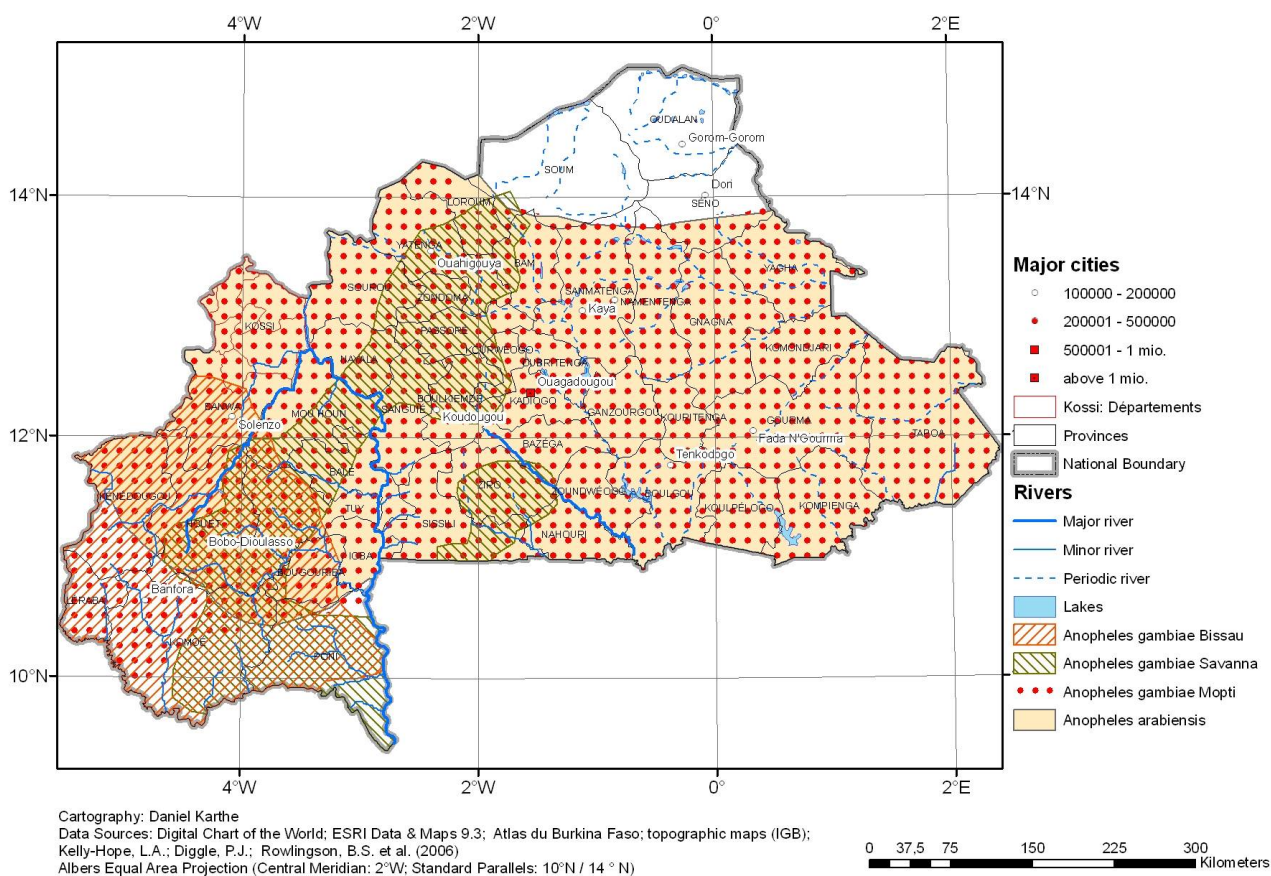 4°W 2°W 0° 2°E
OUDALAN
Gorom-Gorom
SOUM
14°N Dori 14°N
LOROUM SENO
YATENGA
Ouahigouya BAM YAGHA
SOUROU SANMATENGA
ZONDOMA NAMENTENGA
KOSSI Kaya
PASSORE GNAGNA
NAYALA KOURWEOGO KOMONDJARI
OUBRITENGA
Ouagadougou
BANWA BOULKIEMDE KADIOGO
MOU HOUN SANGUIE GANZOURGOU KOURITENGA GOURMA
Solenzo Koudougou
12°N BAZEGA Fada N'Gourma TAPOA 12°N
Tenkodogo
BALE
KENEDOUGOU ZIRO ZOUNDWEOGO BOULGOU
TUY KOULPELOGO KOMPIENGA
HOUET SISSILI NAHOURI
Bobo-Dioulasso
IOBA
BOUGOURIBA
Banfora
LERABA
KOMOE
PONI
10°N 10°N
4°W 2°W 0° 2°E
Major cities
100000 - 200000
200001 - 500000
500001 - 1 mio.
above 1 mio.
Kossi: Départements
Provinces
National Boundary
Rivers
Major river
Minor river
Periodic river
Lakes
Anopheles gambiae Bissau
Anopheles gambiae Savanna
Anopheles gambiae Mopti
Anopheles arabiensis
Cartography: Daniel Karthe
Data Sources: Digital Chart of the World; ESRI Data & Maps 9.3; Atlas du Burkina Faso; topographic maps (IGB);
Kelly-Hope, L.A.; Diggle, P.J.; Rowlingson, B.S. et al. (2006)
Albers Equal Area Projection (Central Meridian: 2°W; Standard Parallels: 10°N / 14 ° N)
0 37,5 75 150 225 300
Kilometers